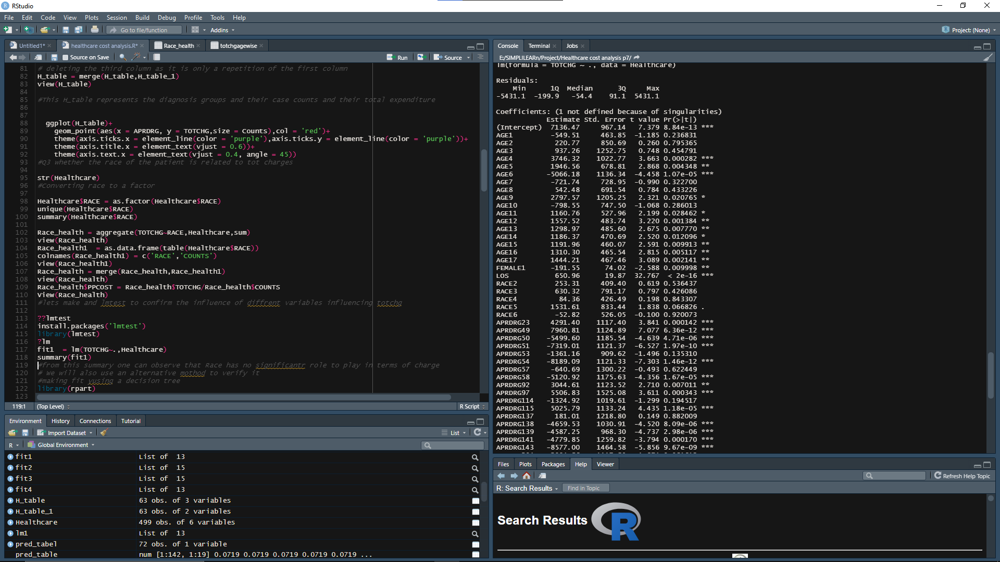 RStudio
File Edit Code View Plots Session Build Debug Profile Tools Help
Go to file/function Addins Project: (None)
Untitled1* healthcare cost analysis.R* Race_health totchgagewise
Source on Save Run Source
81 # deleting the third column as it is only a repetition of the first column
82 H_table = merge(H_table,H_table_1)
83 view(H_table)
84
85 #This H_table represents the diagnosis groups and their case counts and their total expenditure
86
87
88 ggplot(H_table)+
89 geom_point(aes(x = APRDRG, y = TOTCHG,size = Counts),col = 'red')+
90 theme(axis.ticks.x = element_line(color = 'purple'),axis.ticks.y = element_line(color = 'purple'))+
91 theme(axis.title.x = element_text(vjust = 0.6))+
92 theme(axis.text.x = element_text(vjust = 0.4, angle = 45))
93 #Q3 whether the race of the patient is related to tot charges
94
95 str(Healthcare)
96 #Converting race to a factor
97
98 Healthcare$RACE = as.factor(Healthcare$RACE)
99 unique(Healthcare$RACE)
100 summary(Healthcare$RACE)
101
102 Race_health = aggregate(TOTCHG~RACE,Healthcare,sum)
103 view(Race_health)
104 Race_health1 = as.data.frame(table(Healthcare$RACE))
105 colnames(Race_health1) = c('RACE','COUNTS')
106 view(Race_health1)
107 Race_health = merge(Race_health,Race_health1)
108 view(Race_health)
109 Race_health$PPCOST = Race_health$TOTCHG/Race_health$COUNTS
110 View(Race_health)
111 #lets make and lmtest to confirm the influence of diffrent variables influencing totchg
112
113 ??lmtest
114 install.packages('lmtest')
115 library(lmtest)
116 ?lm
117 fit1 = lm(TOTCHG~.,Healthcare)
118 summary(fit1)
119 #from this summary one can observe that Race has no significantr role to play in terms of charge
120 # We will also use an alternative mothod to verify it
121 #making fit yusing a decision tree
122 library(rpart)
123
119:1 (Top Level) R Script
Environment History Connections Tutorial
Import Dataset List
R Global Environment
fit1 List of 13
fit2 List of 15
fit3 List of 15
fit4 List of 13
H_table 63 obs. of 3 variables
H_table_1 63 obs. of 2 variables
Healthcare 499 obs. of 6 variables
lm1 List of 13
pred_tabel 72 obs. of 1 variable
pred_table num [1:142, 1:19] 0.0719 0.0719 0.0719 0.0719 0.0719 ...
Console Terminal Jobs
E:/SIMPLILEARn/Project/Healthcare cost analysis p7/
lm(formula = TOTCHG ~ ., data = Healthcare)
Residuals:
Min 1Q Median 3Q Max
-5431.1 -199.9 -54.4 91.1 5431.1
Coefficients: (1 not defined because of singularities)
Estimate Std. Error t value Pr(>|t|)
(Intercept) 7136.47 967.14 7.379 8.84e-13 ***
AGE1 -549.51 463.85 -1.185 0.236831
AGE2 220.77 850.69 0.260 0.795365
AGE3 937.26 1252.75 0.748 0.454791
AGE4 3746.32 1022.77 3.663 0.000282 ***
AGE5 1946.56 678.81 2.868 0.004348 **
AGE6 -5066.18 1136.34 -4.458 1.07e-05 ***
AGE7 -721.74 728.95 -0.990 0.322700
AGE8 542.48 691.54 0.784 0.433226
AGE9 2797.57 1205.25 2.321 0.020765 *
AGE10 -798.55 747.50 -1.068 0.286013
AGE11 1160.76 527.96 2.199 0.028462 *
AGE12 1557.52 483.74 3.220 0.001384 **
AGE13 1298.97 485.60 2.675 0.007770 **
AGE14 1186.37 470.69 2.520 0.012096 *
AGE15 1191.96 460.07 2.591 0.009913 **
AGE16 1310.30 465.54 2.815 0.005117 **
AGE17 1444.21 467.46 3.089 0.002141 **
FEMALE1 -191.55 74.02 -2.588 0.009998 **
LOS 650.96 19.87 32.767 < 2e-16 ***
RACE2 253.31 409.40 0.619 0.536437
RACE3 630.32 791.17 0.797 0.426086
RACE4 84.36 426.49 0.198 0.843307
RACE5 1531.61 833.44 1.838 0.066826 .
RACE6 -52.82 526.05 -0.100 0.920073
APRDRG23 4291.40 1117.40 3.841 0.000142 ***
APRDRG49 7960.81 1124.89 7.077 6.36e-12 ***
APRDRG50 -5499.60 1185.54 -4.639 4.71e-06 ***
APRDRG51 -7319.01 1121.37 -6.527 1.97e-10 ***
APRDRG53 -1361.16 909.62 -1.496 0.135310
APRDRG54 -8189.09 1121.33 -7.303 1.46e-12 ***
APRDRG57 -640.69 1300.22 -0.493 0.622449
APRDRG58 -5120.92 1175.63 -4.356 1.67e-05 ***
APRDRG92 3044.61 1123.52 2.710 0.007011 **
APRDRG97 5506.83 1525.08 3.611 0.000343 ***
APRDRG114 -1324.92 1019.61 -1.299 0.194517
APRDRG115 5025.79 1133.24 4.435 1.18e-05 ***
APRDRG137 181.01 1218.80 0.149 0.882009
APRDRG138 -4659.53 1030.91 -4.520 8.09e-06 ***
APRDRG139 -4587.25 968.30 -4.737 2.98e-06 ***
APRDRG141 -4779.85 1259.82 -3.794 0.000170 ***
APRDRG143 -8577.00 1464.58 -5.856 9.67e-09 ***
Files Plots Packages Help Viewer
Refresh Help Topic
R: Search Results Find in Topic
Search Results R